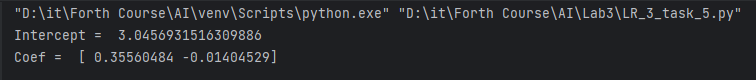 "D:\it\Forth Course\AI\venv\Scripts\python.exe" "D:\it\Forth Course\AI\Lab3\LR_3_task_5.py"
Intercept =  3.0456931516309886
Coef =  [ 0.35560484 -0.01404529]